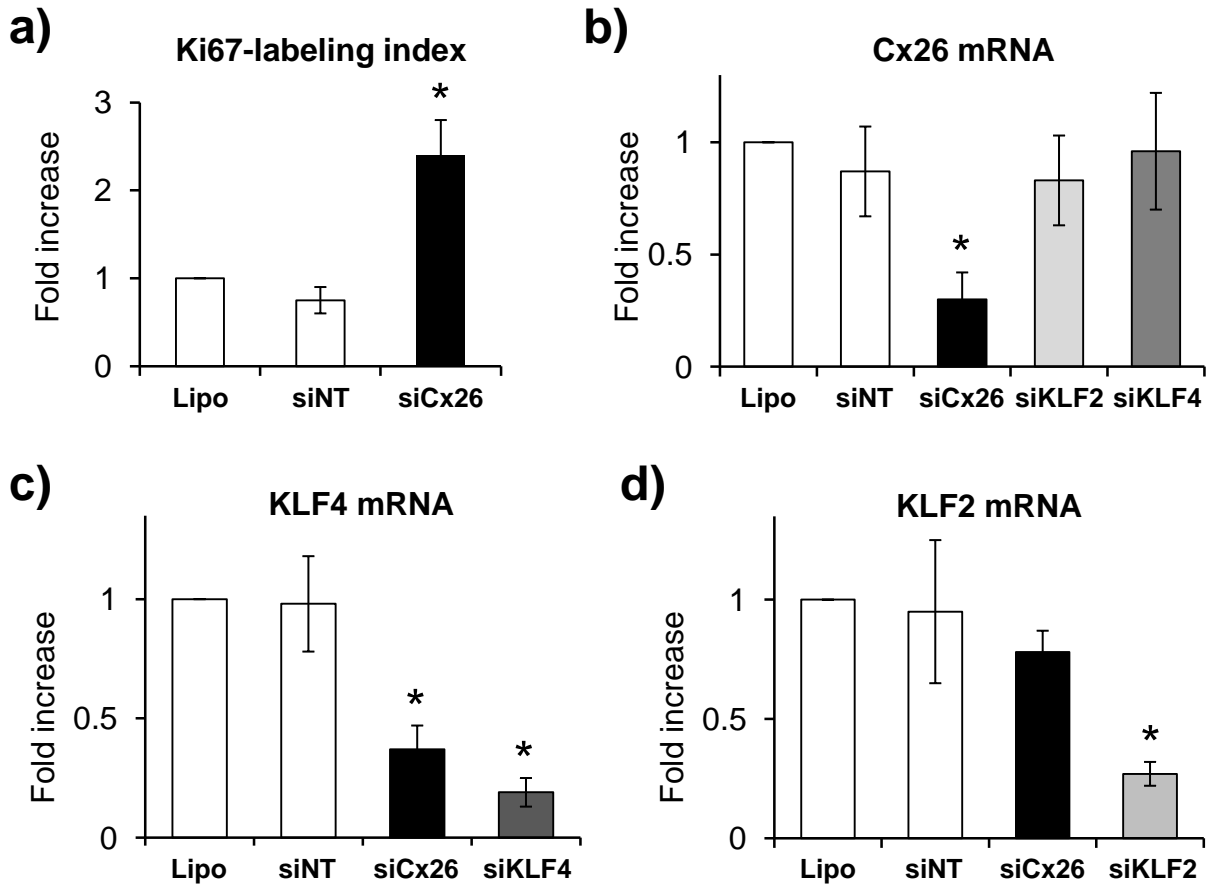 a)
Ki67-labeling index
Fold increase
3
2
1
0
*
Lipo siNT siCx26
b)
Cx26 mRNA
Fold increase
1
0.5
0
*
Lipo siNT siCx26 siKLF2 siKLF4
c)
KLF4 mRNA
Fold increase
1
0.5
0
*
*
Lipo siNT siCx26 siKLF4
d)
KLF2 mRNA
Fold increase
1
0.5
0
*
Lipo siNT siCx26 siKLF2